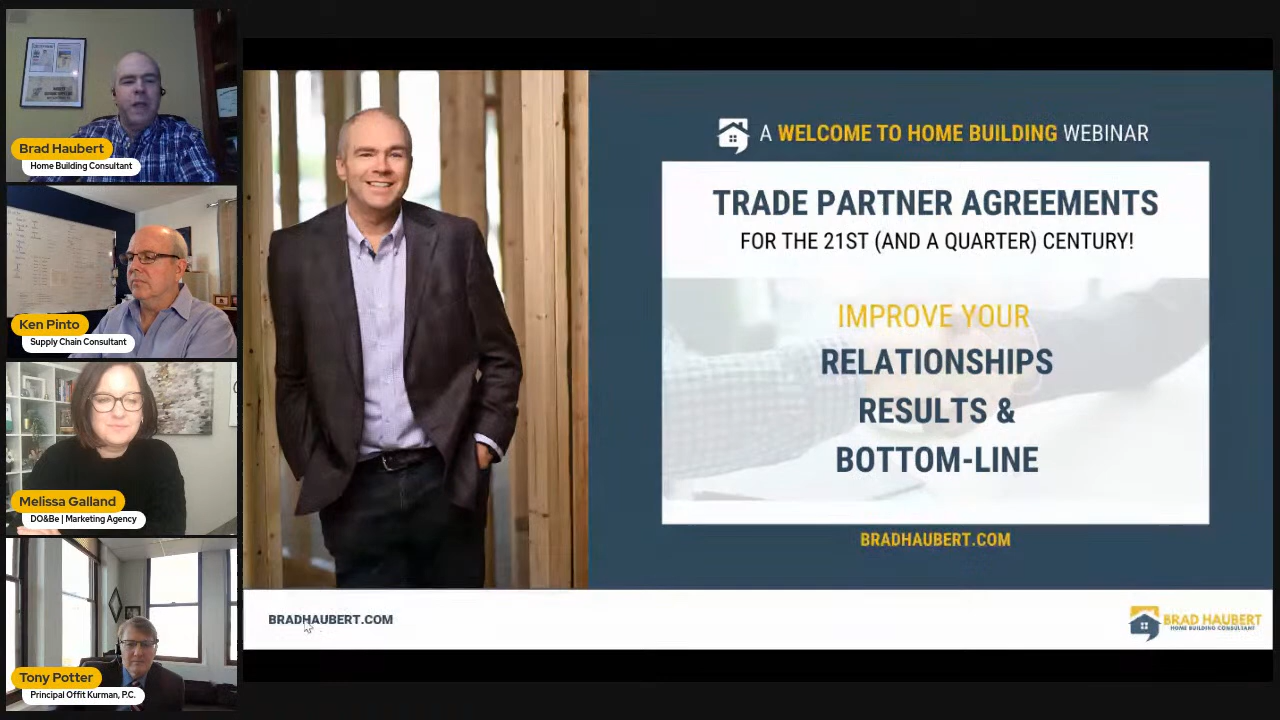 Brad Haubert
Home Building Consultant
Ken Pinto
Supply Chain Consultant
Melissa Galland
DO&Be | Marketing Agency
Tony Potter
Principal Offit Kurman, P.C.
A WELCOME TO HOME BUILDING WEBINAR
TRADE PARTNER AGREEMENTS
FOR THE 21ST (AND A QUARTER) CENTURY!
IMPROVE YOUR
RELATIONSHIPS
RESULTS &
BOTTOM-LINE
BRADHAUBERT.COM
BRADHAUBERT.COM
BRAD HAUBERT
HOME BUILDING CONSULTANT